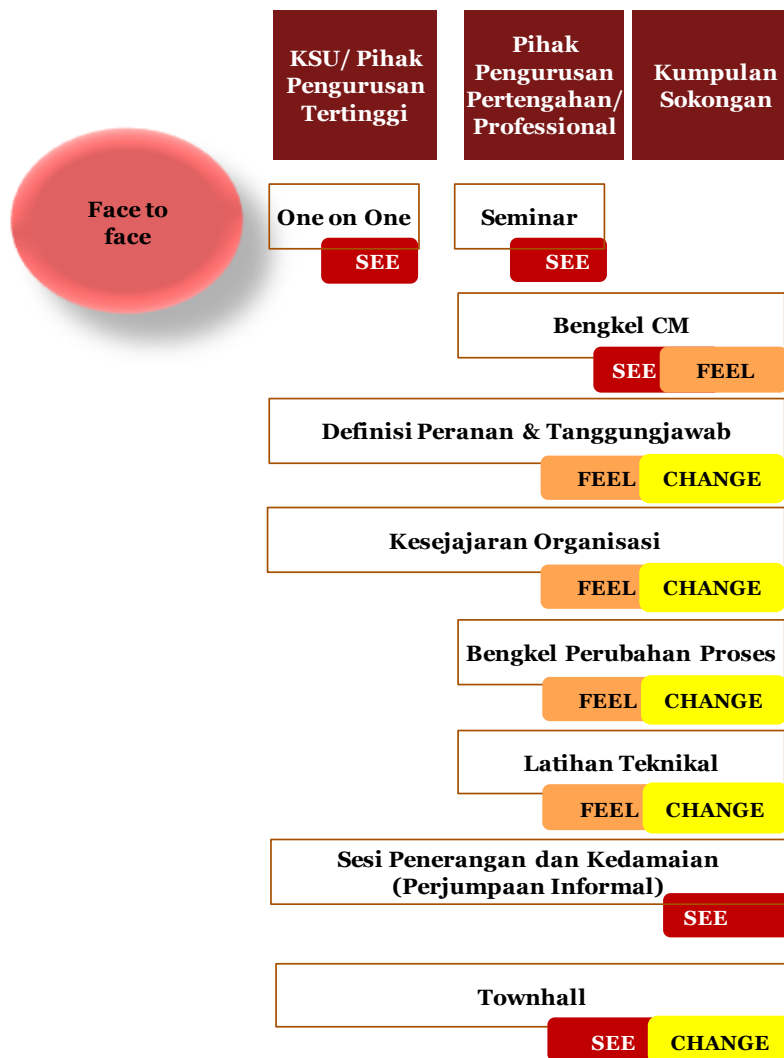 KSU/ Pihak
Pengurusan
Tertinggi
Pihak
Pengurusan
Pertengahan/
Professional
Kumpulan
Sokongan
Face to
face
One on One
SEE
Seminar
SEE
Bengkel CM
SEE
FEEL
Definisi Peranan & Tanggungjawab
FEEL
CHANGE
Kesejajaran Organisasi
FEEL
CHANGE
Bengkel Perubahan Proses
FEEL
CHANGE
Latihan Teknikal
FEEL
CHANGE
Sesi Penerangan dan Kedamaian
(Perjumpaan Informal)
SEE
Townhall
SEE
CHANGE